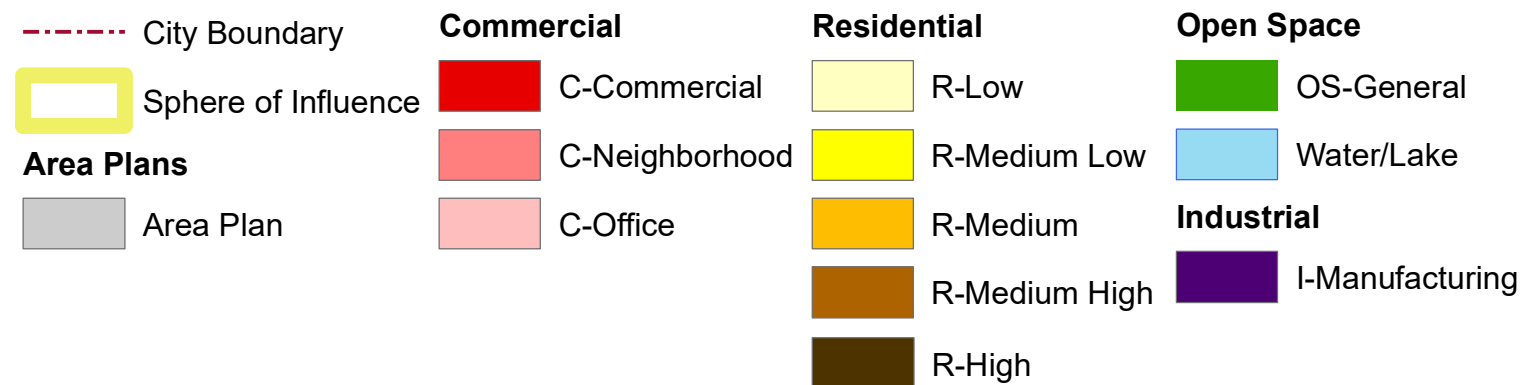 City Boundary
Sphere of Influence
Area Plans
Area Plan
Commercial
C-Commercial
C-Neighborhood
C-Office
Residential
R-Low
R-Medium Low
R-Medium
R-Medium High
R-High
Open Space
OS-General
Water/Lake
Industrial
I-Manufacturing